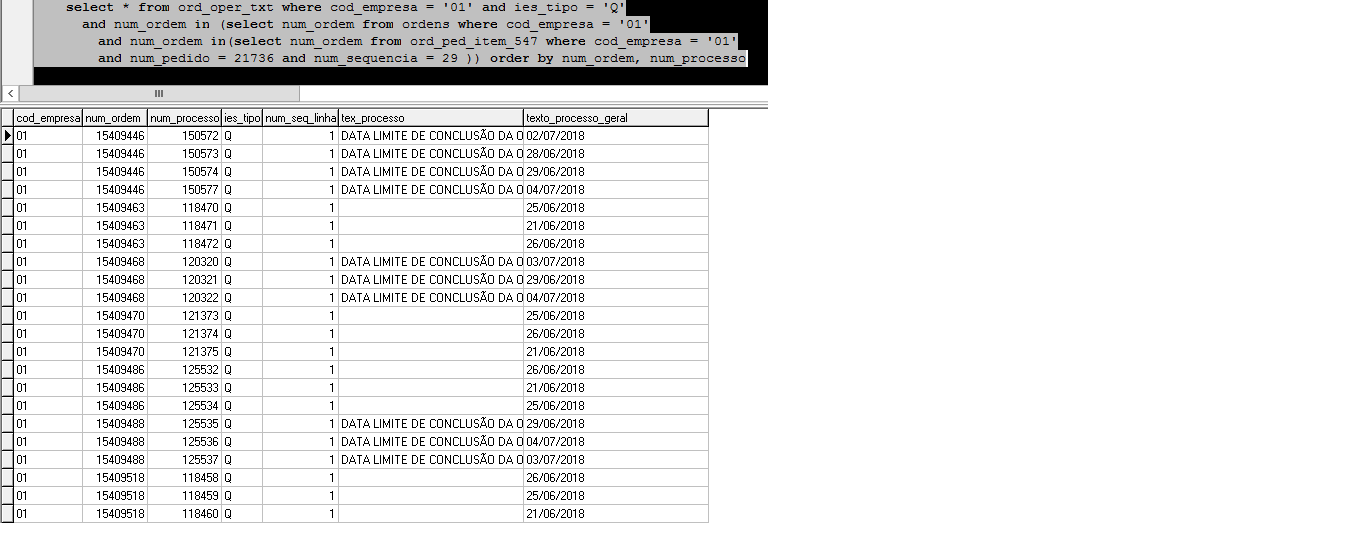 select * from ord_oper_txt where cod_empresa = '01' and ies_tipo = 'Q'
and num_ordem in (select num_ordem from ordens where cod_empresa = '01'
and num_ordem in(select num_ordem from ord_ped_item_547 where cod_empresa = '01'
and num_pedido = 21736 and num_sequencia = 29 )) order by num_ordem, num_processo
cod_empresa num_ordem num_processo ies_tipo num_seq_linha tex_processo texto_processo_geral
01 15409446 150572 Q 1 DATA LIMITE DE CONCLUSÃO DA O 02/07/2018
01 15409446 150573 Q 1 DATA LIMITE DE CONCLUSÃO DA O 28/06/2018
01 15409446 150574 Q 1 DATA LIMITE DE CONCLUSÃO DA O 29/06/2018
01 15409446 150577 Q 1 DATA LIMITE DE CONCLUSÃO DA O 04/07/2018
01 15409463 118470 Q 1 25/06/2018
01 15409463 118471 Q 1 21/06/2018
01 15409463 118472 Q 1 26/06/2018
01 15409468 120320 Q 1 DATA LIMITE DE CONCLUSÃO DA O 03/07/2018
01 15409468 120321 Q 1 DATA LIMITE DE CONCLUSÃO DA O 29/06/2018
01 15409468 120322 Q 1 DATA LIMITE DE CONCLUSÃO DA O 04/07/2018
01 15409470 121373 Q 1 25/06/2018
01 15409470 121374 Q 1 26/06/2018
01 15409470 121375 Q 1 21/06/2018
01 15409486 125532 Q 1 26/06/2018
01 15409486 125533 Q 1 21/06/2018
01 15409486 125534 Q 1 25/06/2018
01 15409488 125535 Q 1 DATA LIMITE DE CONCLUSÃO DA O 29/06/2018
01 15409488 125536 Q 1 DATA LIMITE DE CONCLUSÃO DA O 04/07/2018
01 15409488 125537 Q 1 DATA LIMITE DE CONCLUSÃO DA O 03/07/2018
01 15409518 118458 Q 1 26/06/2018
01 15409518 118459 Q 1 25/06/2018
01 15409518 118460 Q 1 21/06/2018